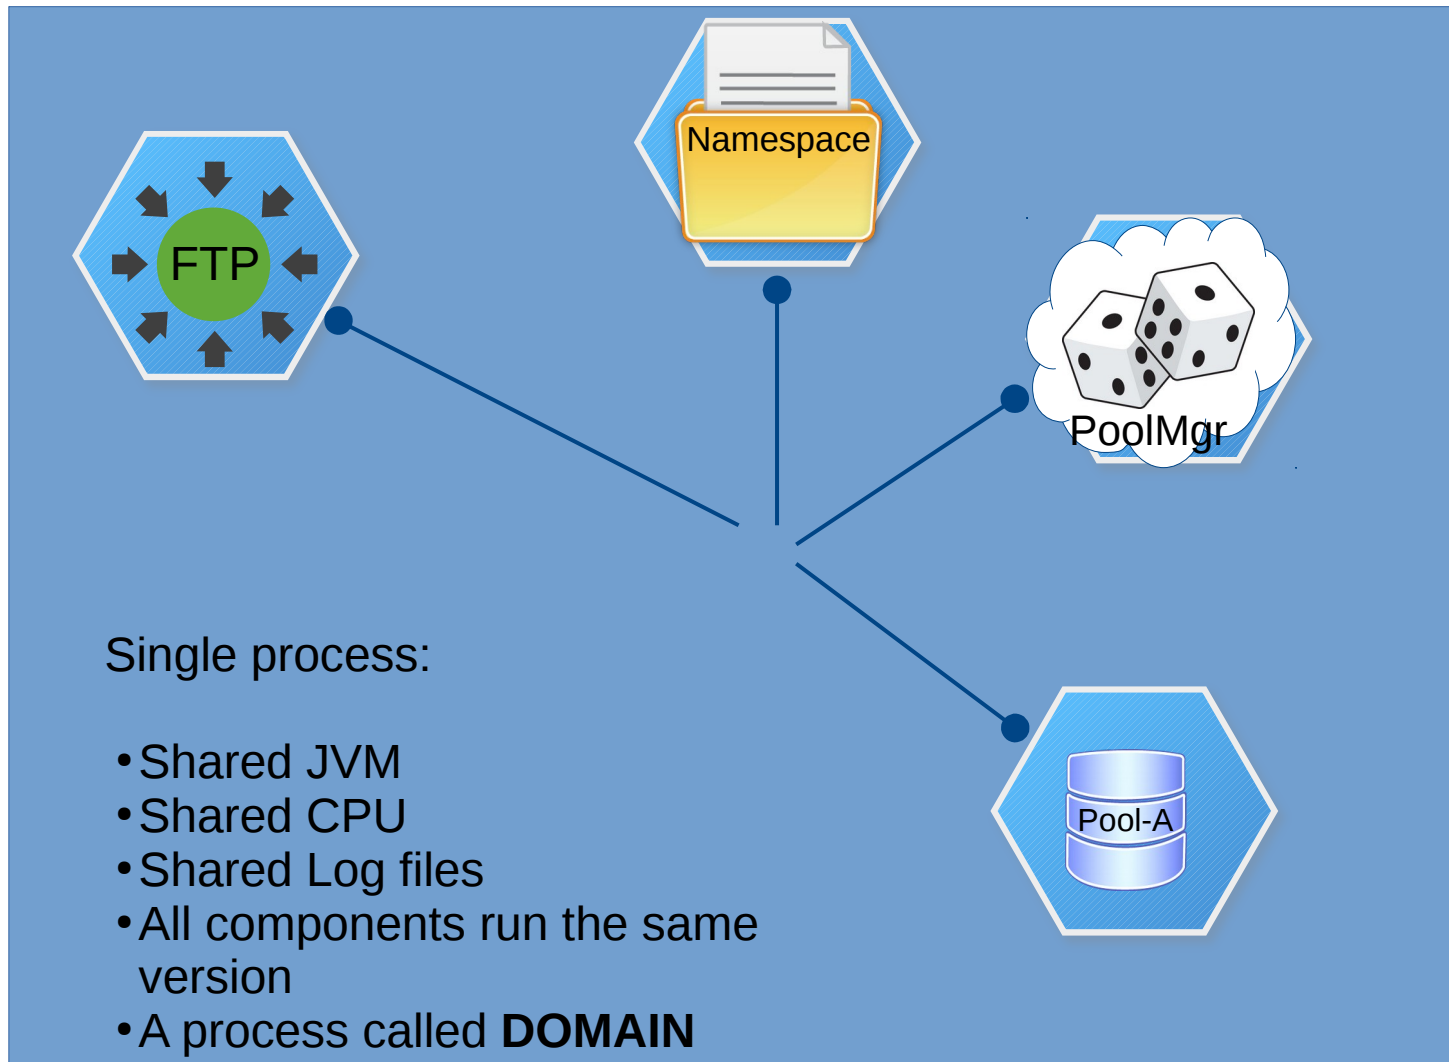 Namespace
FTP
PoolMgr
Single process:
•Shared JVM
•Shared CPU
•Shared Log files
•All components run the same
version
•A process called DOMAIN
Pool-A